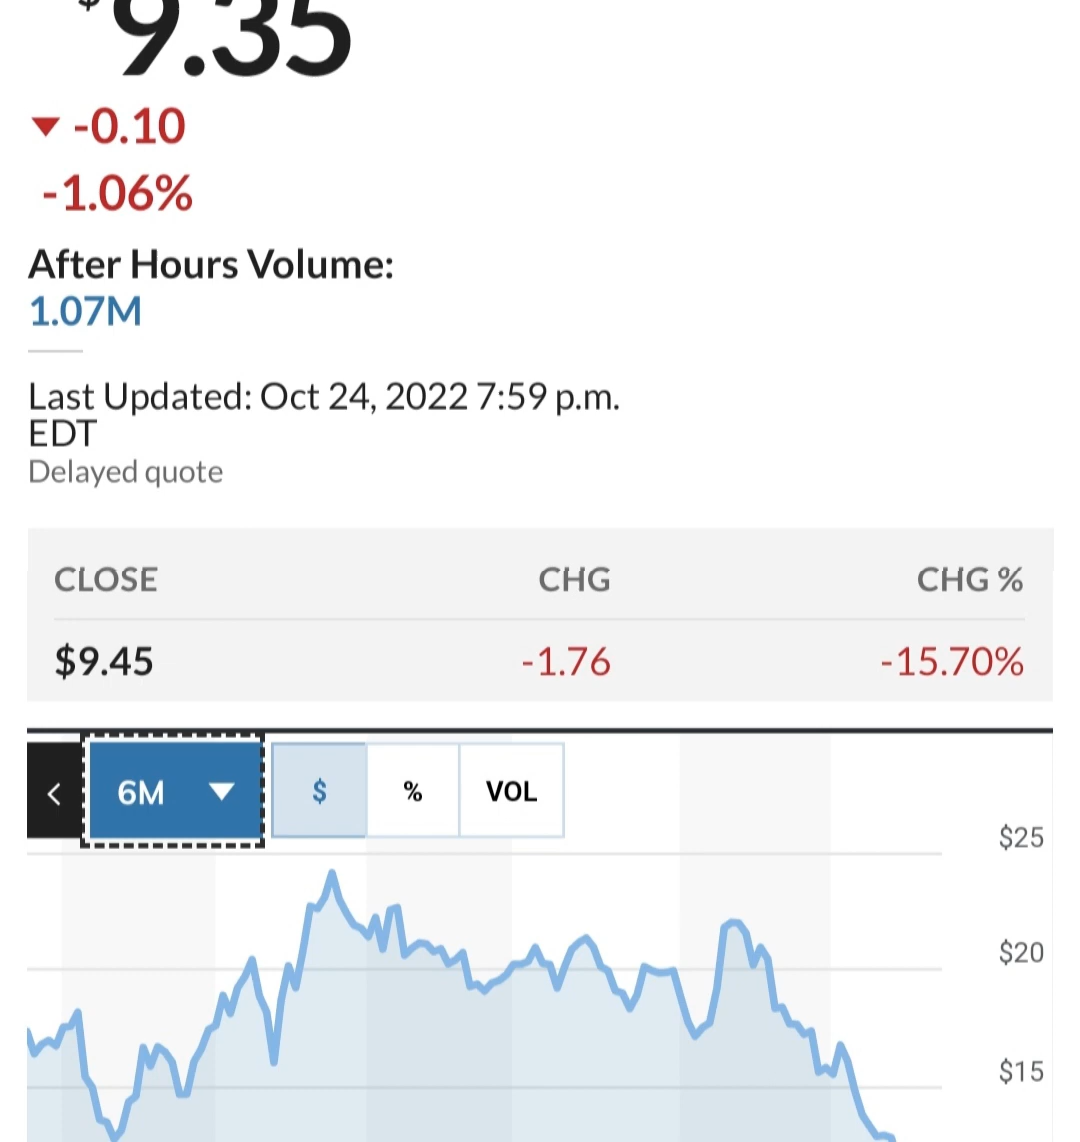 $9.35
-0.10
-1.06%
After Hours Volume:
1.07M
Last Updated: Oct 24, 2022 7:59 p.m.
EDT
Delayed quote
CLOSE CHG CHG %
$9.45 -1.76 -15.70%
6M $ % VOL
$25
$20
$15